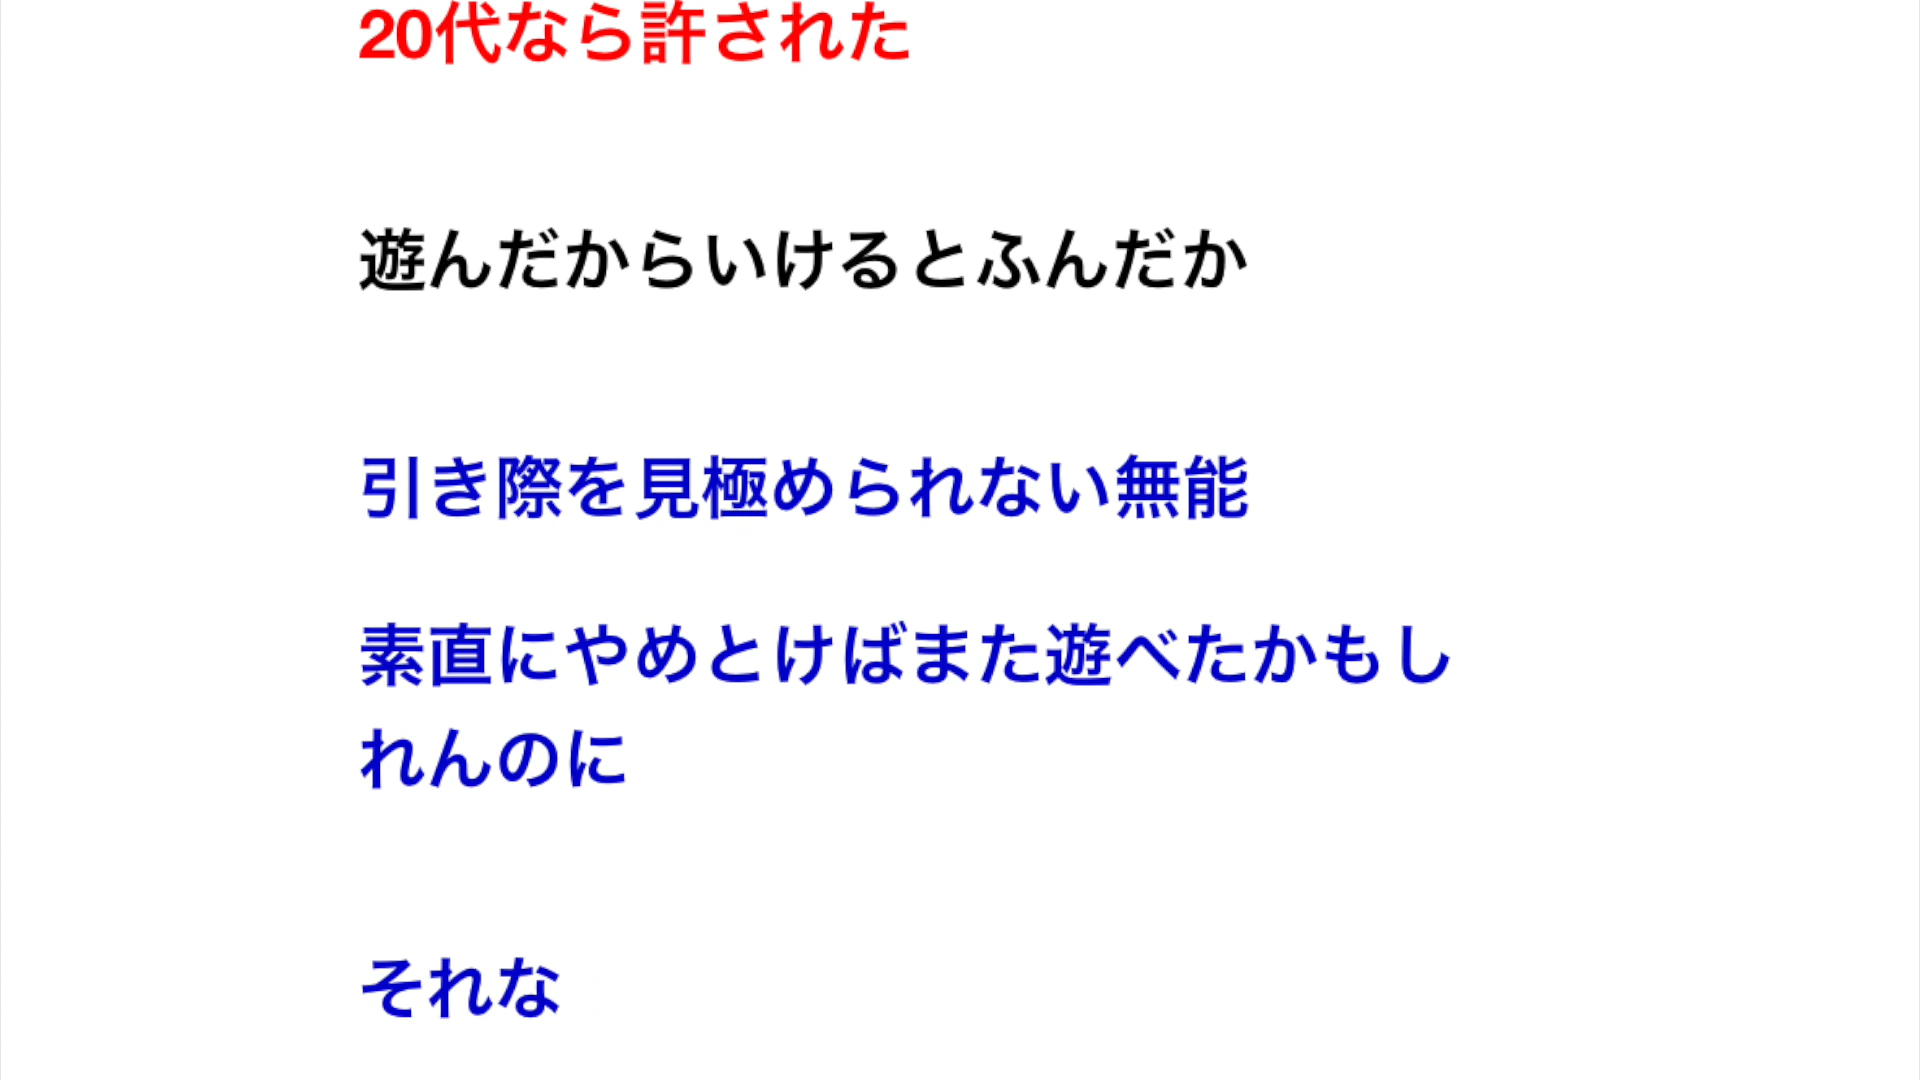 20代なら許された
遊んだからいけるとふんだか
引き際を見極められない無能
素直にやめとけばまた遊べたかもし
れんのに
それな